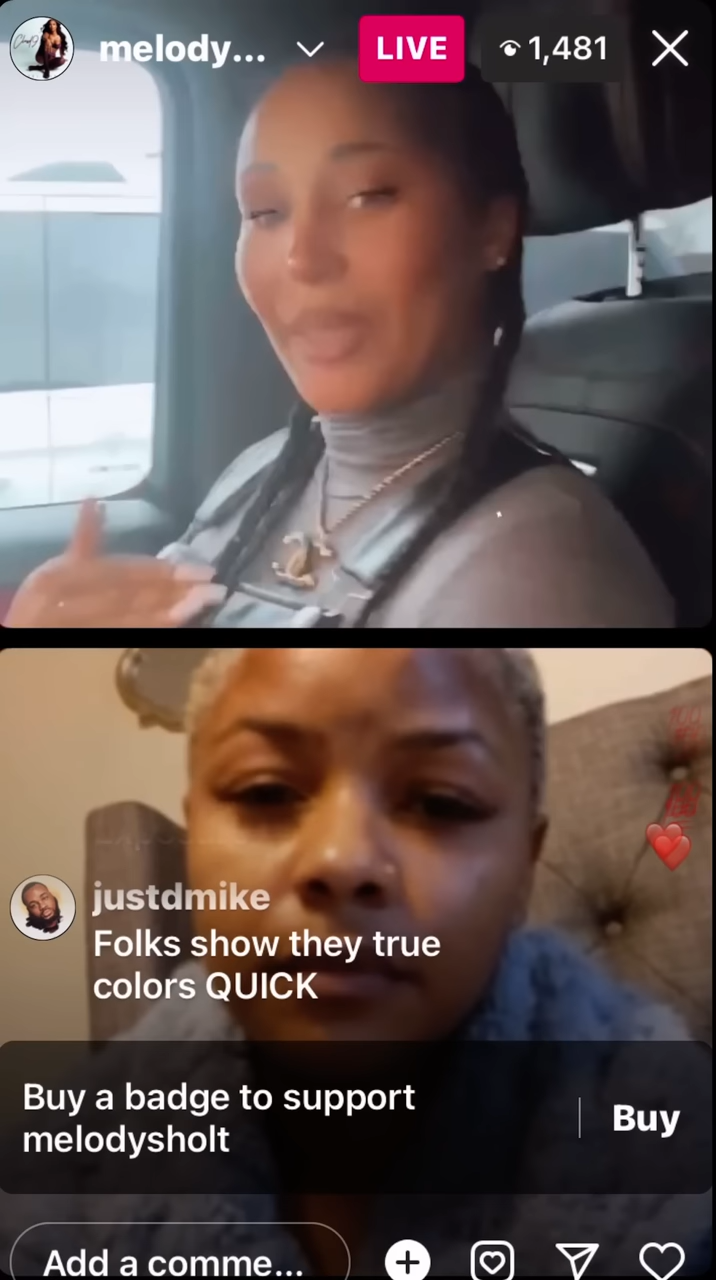 melody...
LIVE
1,481
justdmike
Folks show they true
colors QUICK
Buy a badge to support
melodysholt
Buy
Add a comme...